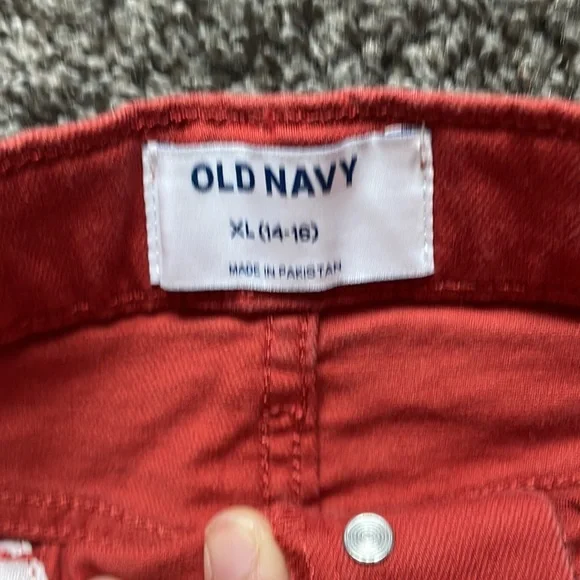 OLD NAVY
XL (14-16)
MADE IN PAKISTAN